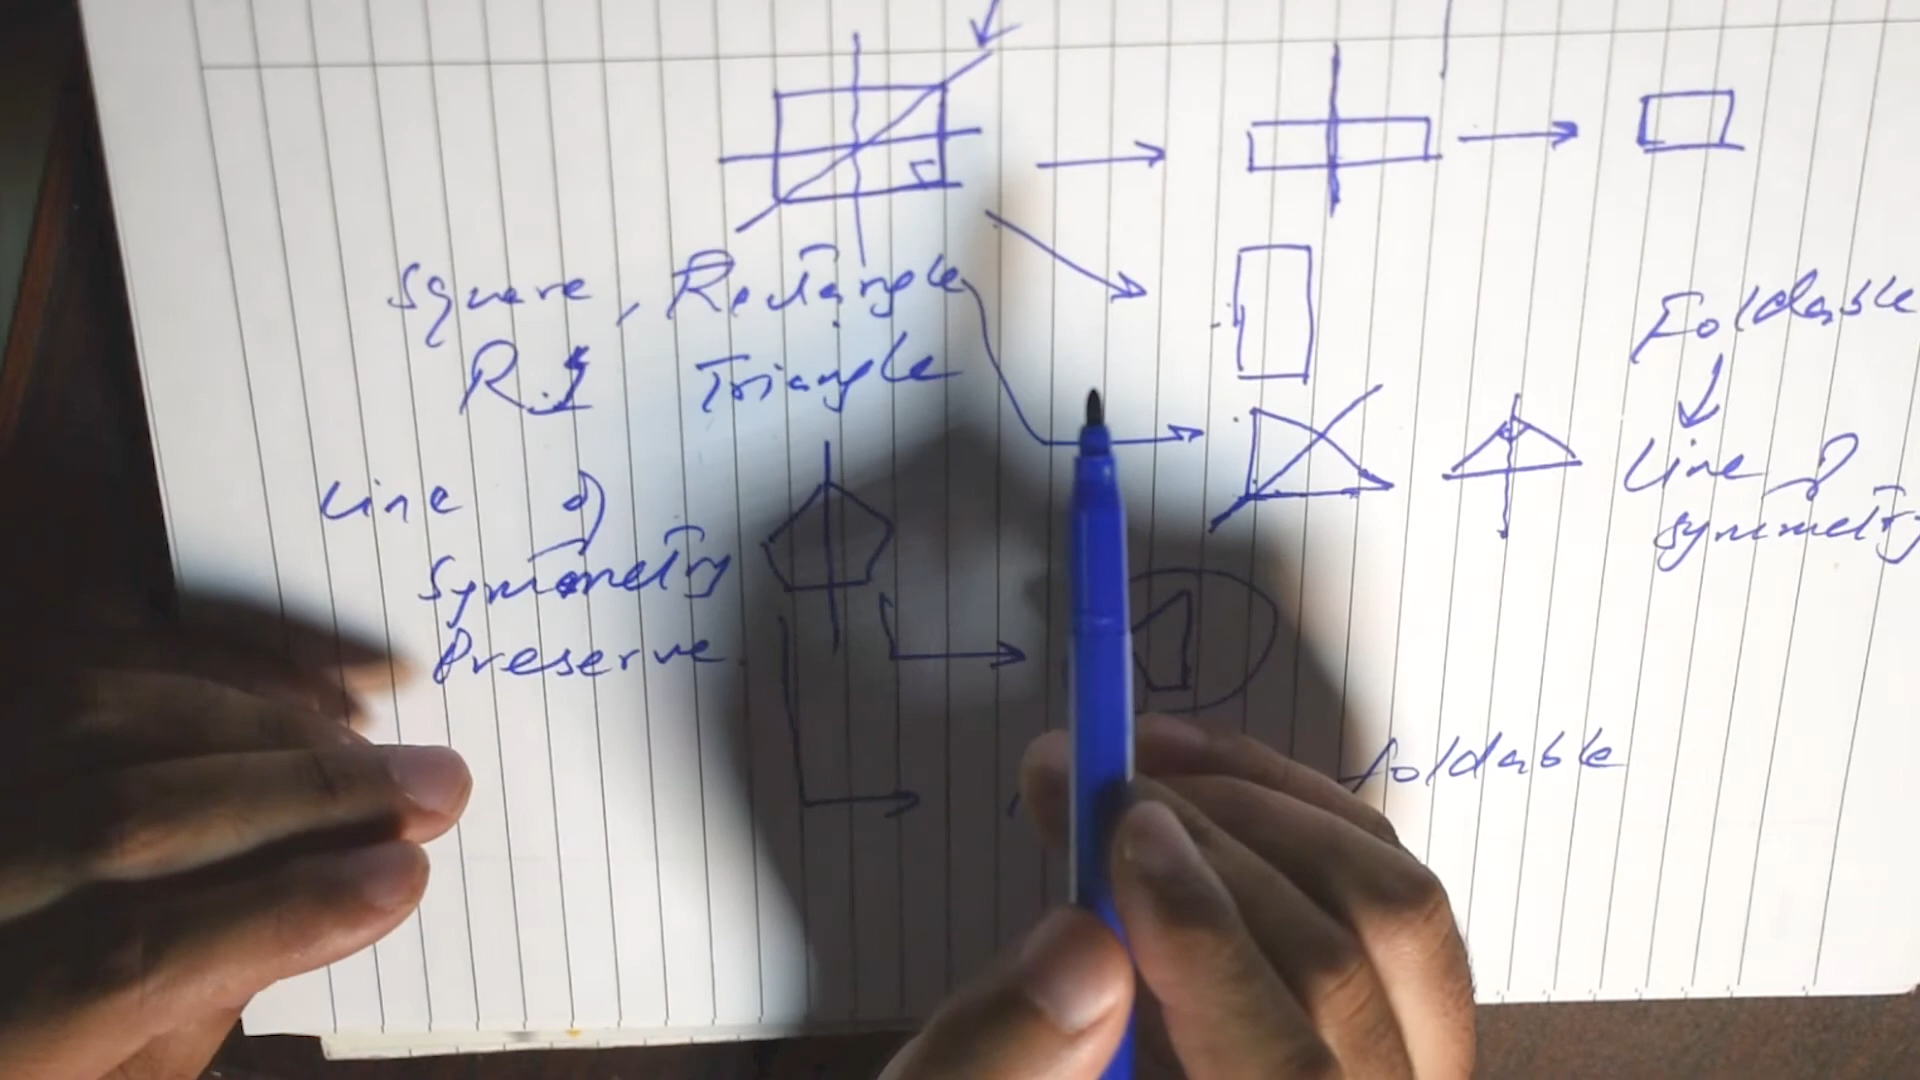 Square, Rectangle
R.I Triangle
Line of
Symmetry
Preserve
Foldable
Line of
symmetry
foldable